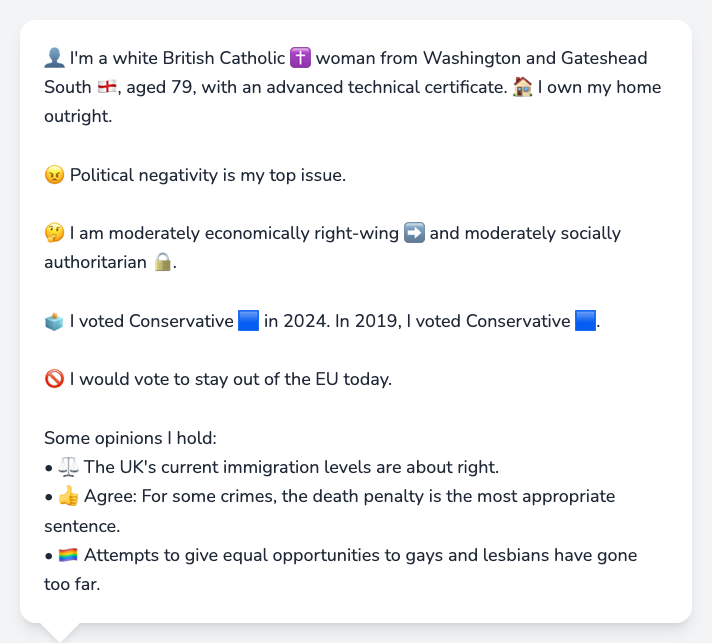 👤 I'm a white British Catholic ✝️ woman from Washington and Gateshead
South 🏴󠁧󠁢󠁥󠁮󠁧󠁿, aged 79, with an advanced technical certificate. 🏠 I own my home
outright.
😠 Political negativity is my top issue.
🤔 I am moderately economically right-wing ➡️ and moderately socially
authoritarian 🔒.
🗳️ I voted Conservative 🟦 in 2024. In 2019, I voted Conservative 🟦.
🚫 I would vote to stay out of the EU today.
Some opinions I hold:
• ⚖️ The UK's current immigration levels are about right.
• 👍 Agree: For some crimes, the death penalty is the most appropriate
sentence.
• 🏳️‍🌈 Attempts to give equal opportunities to gays and lesbians have gone
too far.